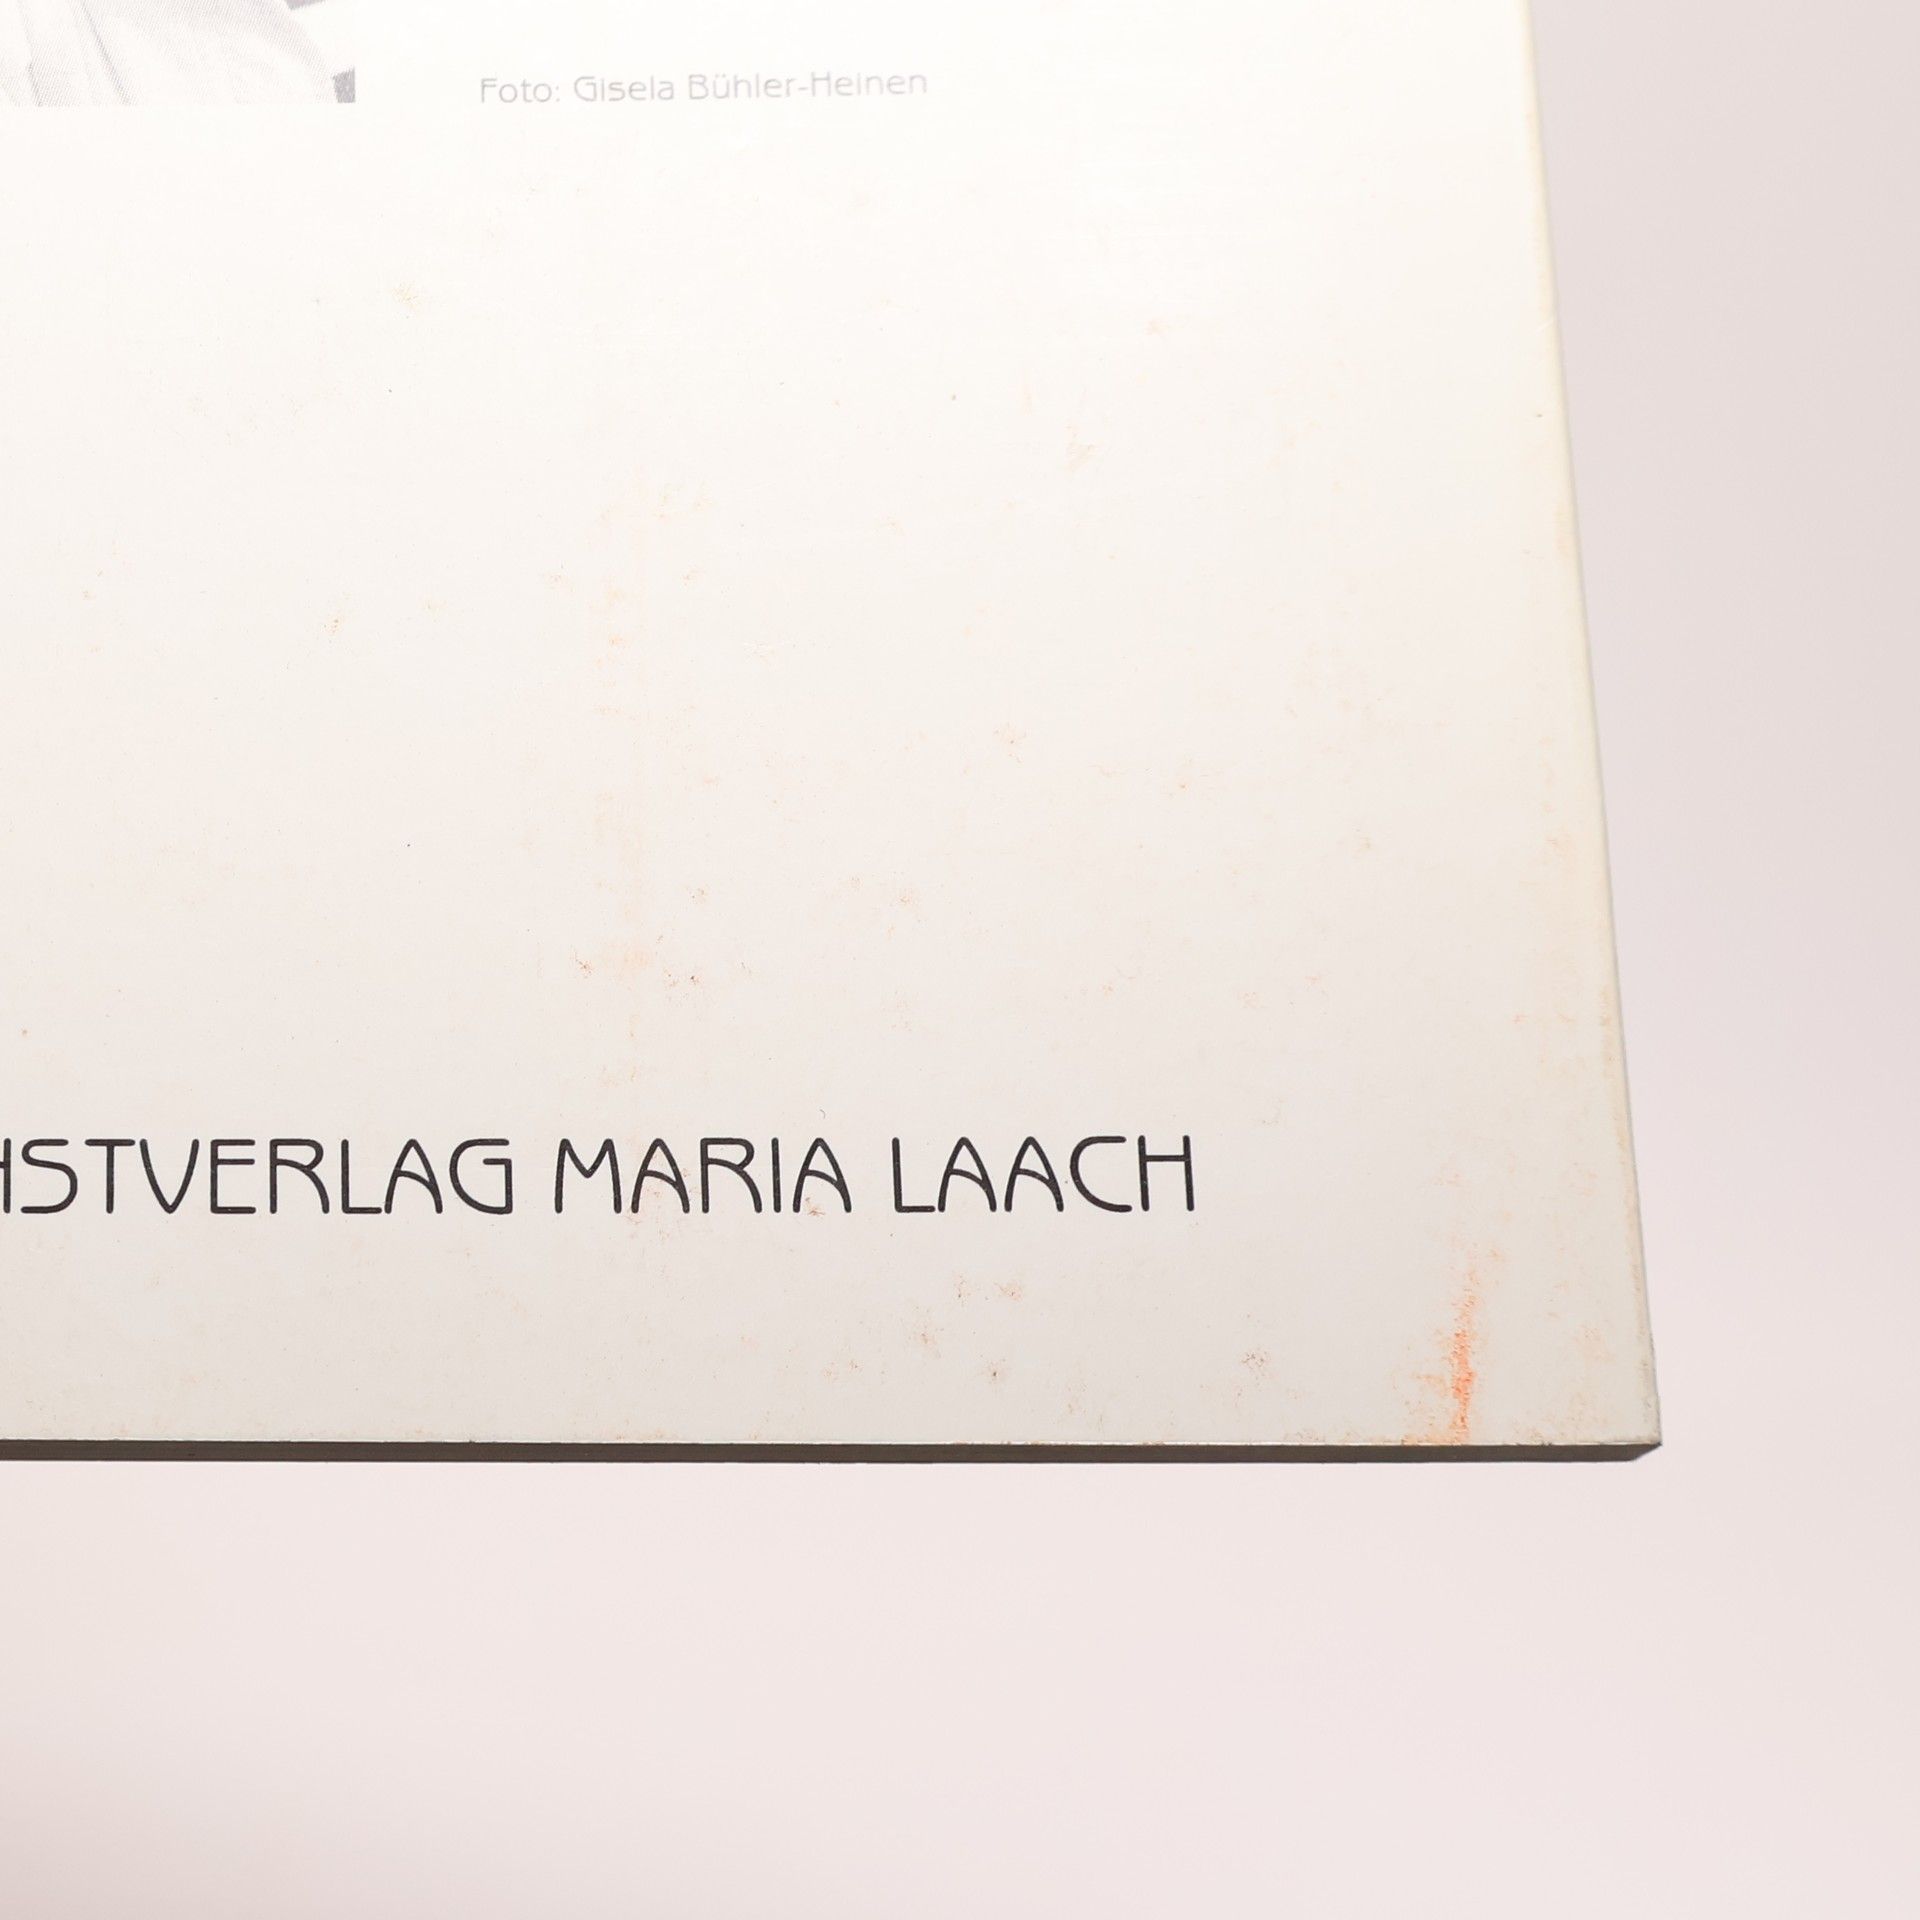 Foto: Gisela Bühler-Heinen
HSTVERLAG MARIA LAACH